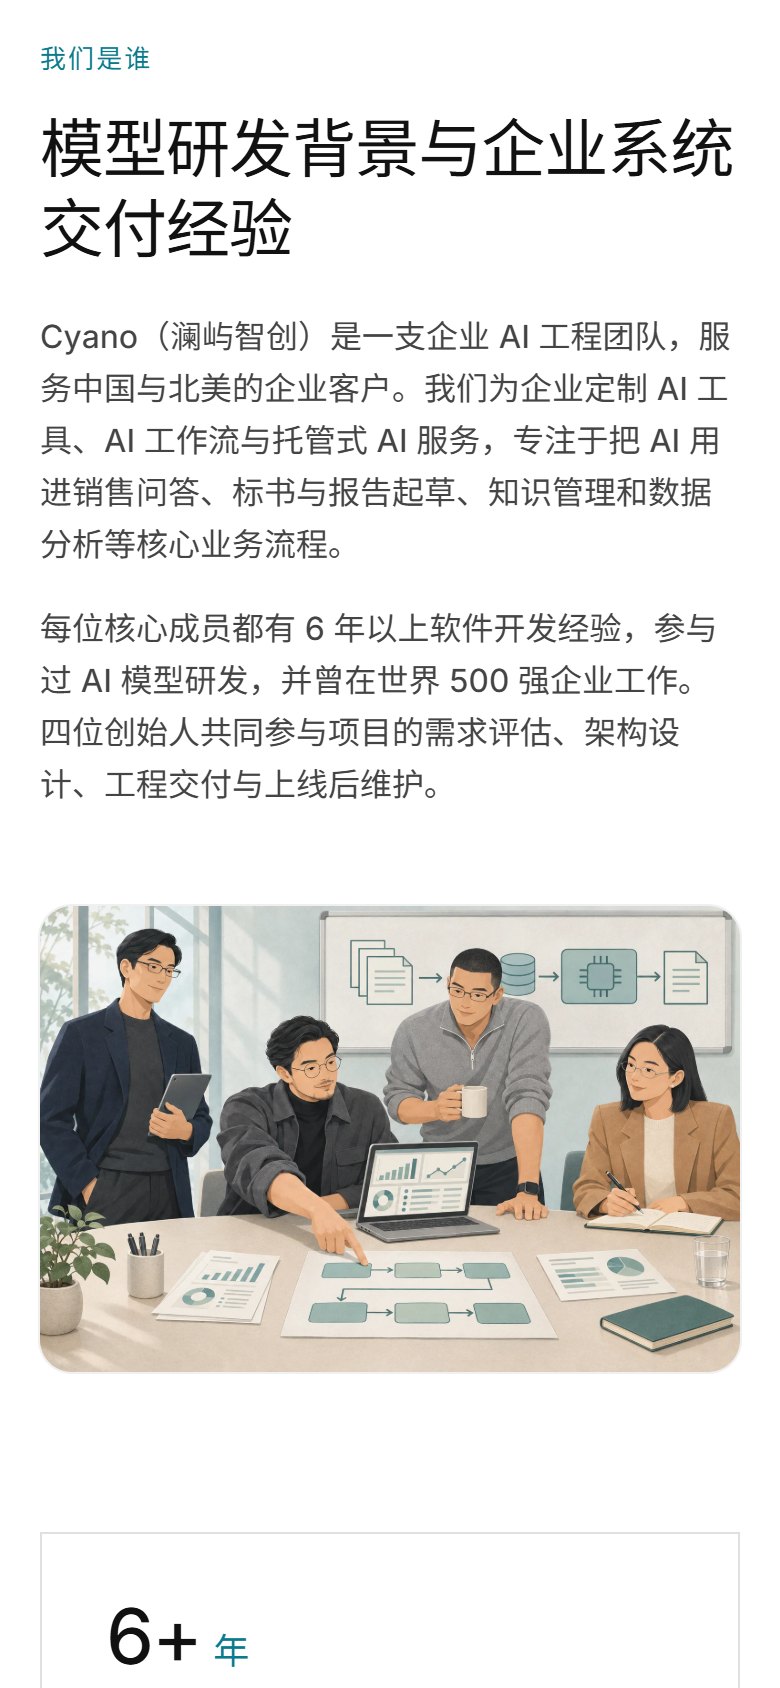 我们是谁
模型研发背景与企业系统
交付经验
Cyano（澜屿智创）是一支企业 AI 工程团队，服
务中国与北美的企业客户。我们为企业定制 AI 工
具、AI 工作流与托管式 AI 服务，专注于把 AI 用
进销售问答、标书与报告起草、知识管理和数据
分析等核心业务流程。
每位核心成员都有 6 年以上软件开发经验，参与
过 AI 模型研发，并曾在世界 500 强企业工作。
四位创始人共同参与项目的需求评估、架构设
计、工程交付与上线后维护。
6+ 年